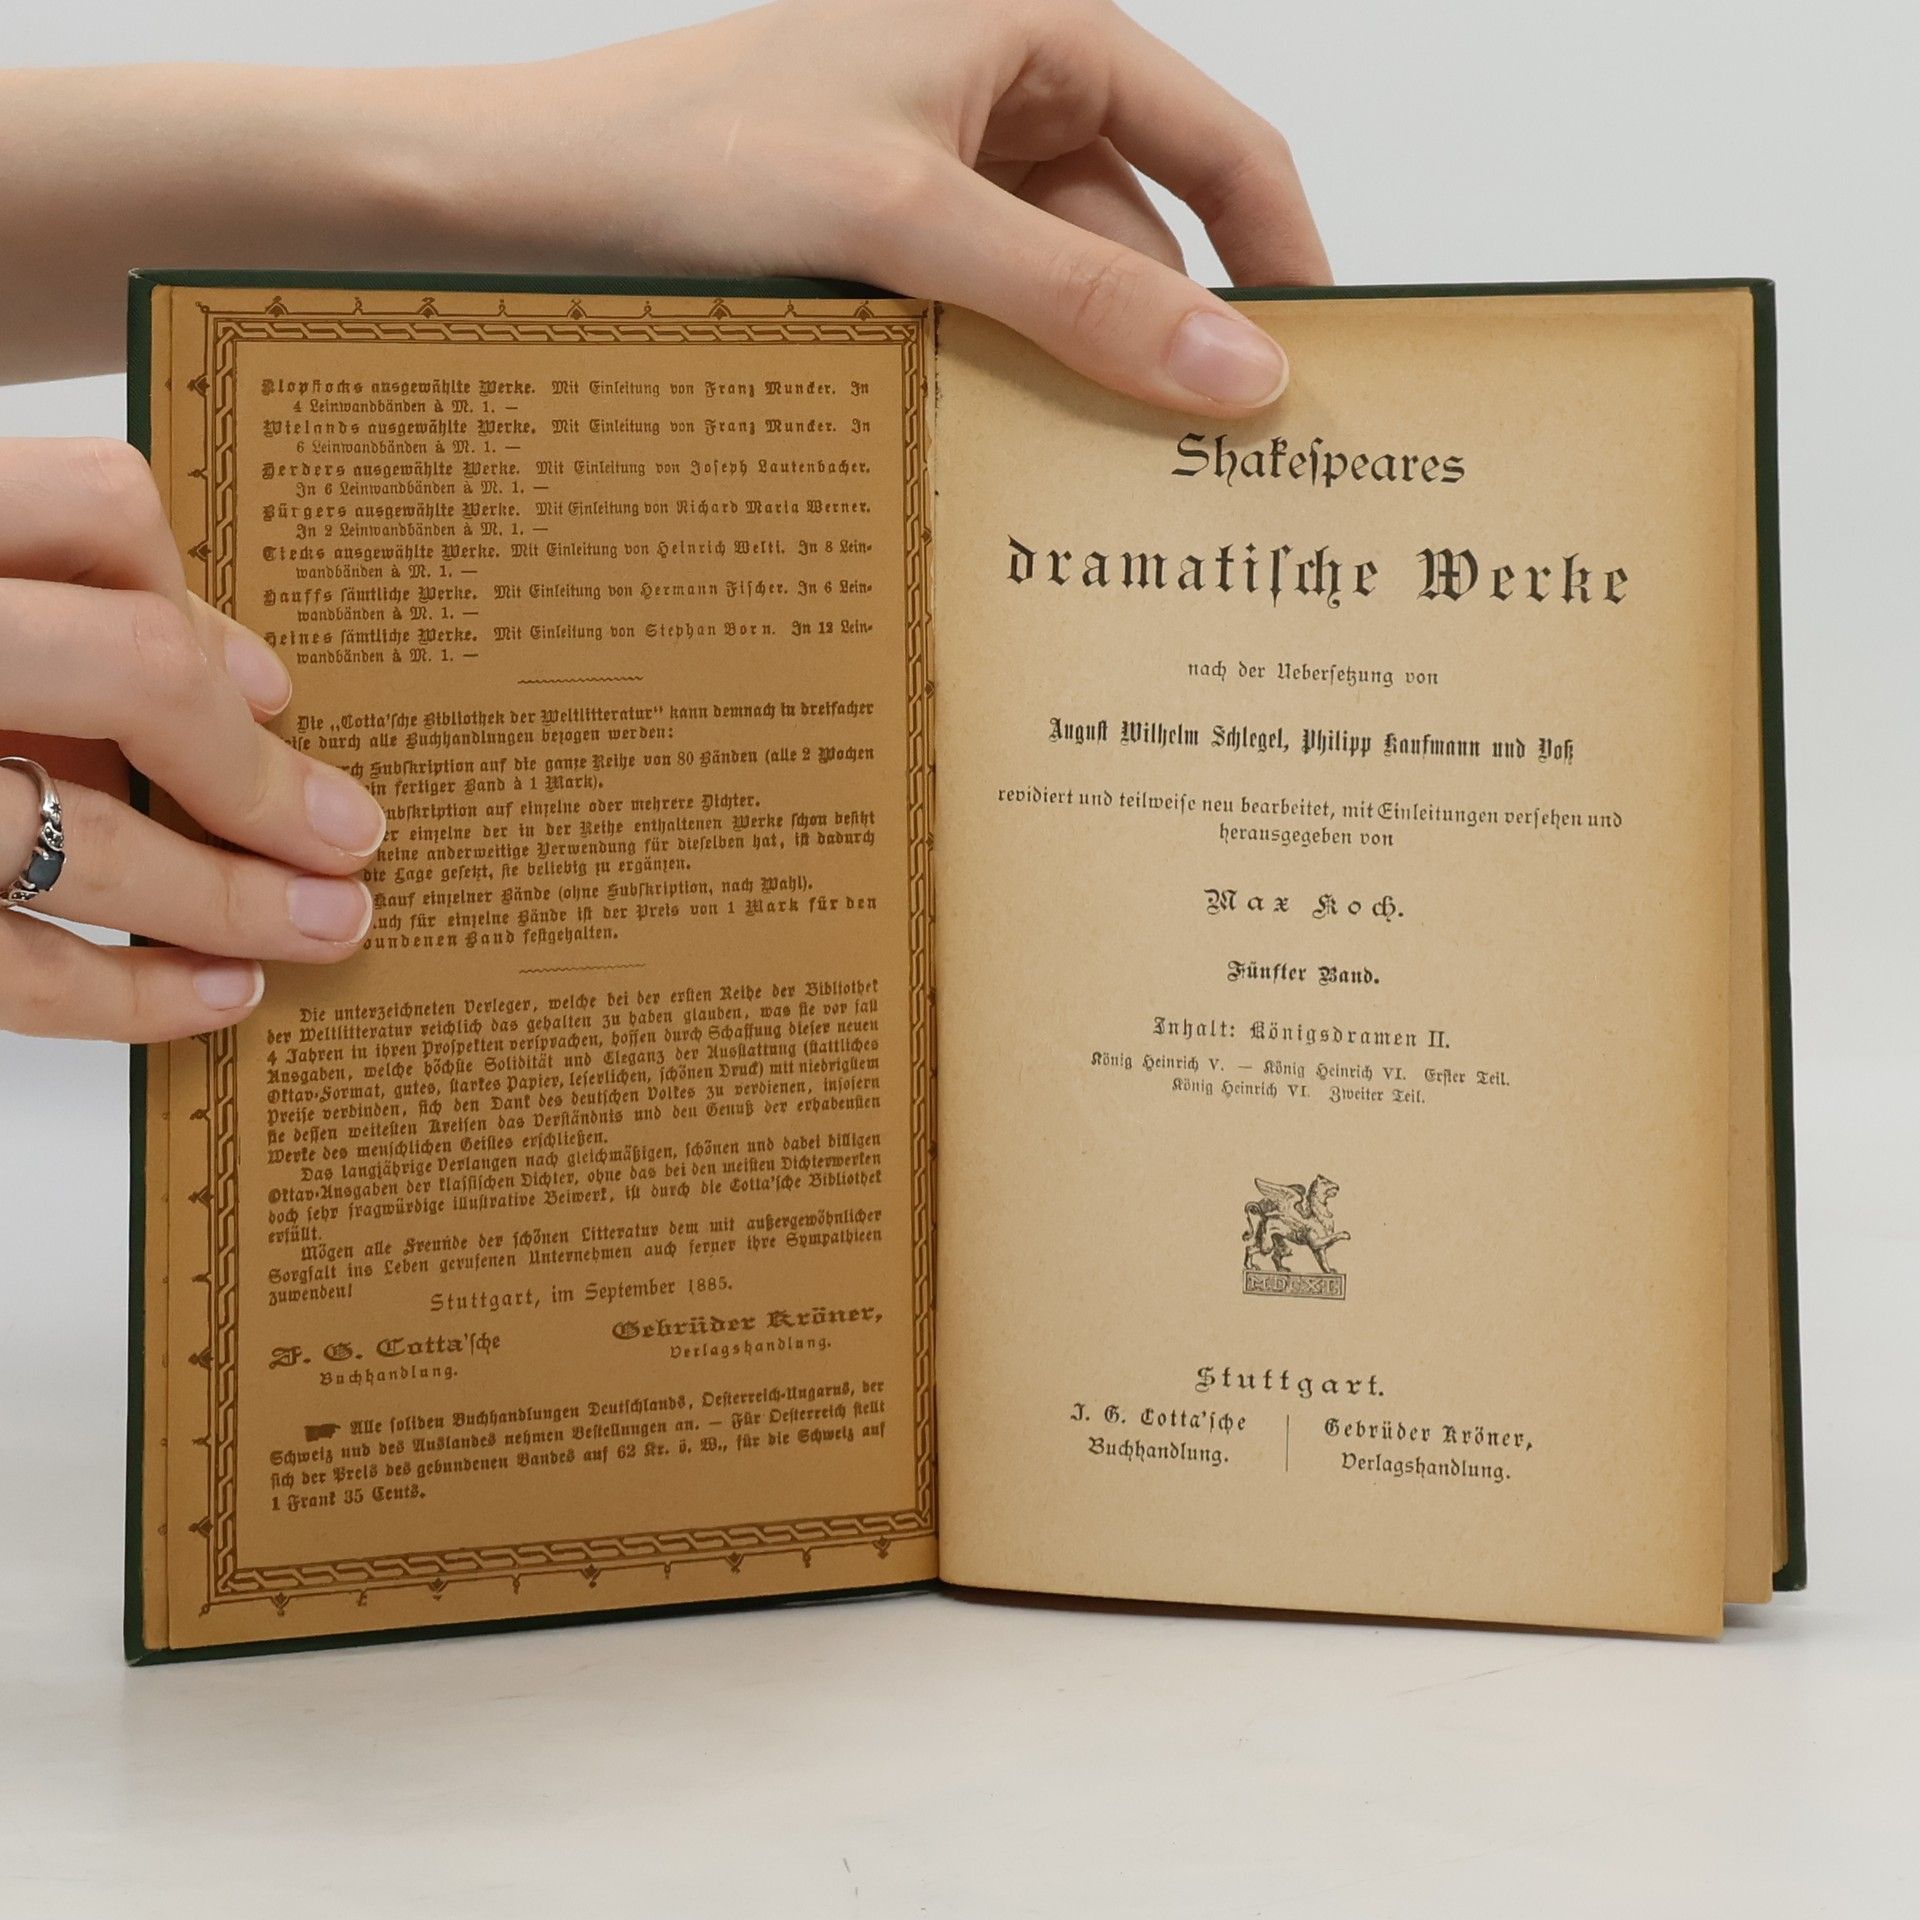 Klopstocks ausgewählte Werke. Mit Einleitung von Franz Muncker. In
4 Leinwandbänden à M. 1. —
Wielands ausgewählte Werke. Mit Einleitung von Franz Muncker. In
6 Leinwandbänden à M. 1. —
Herders ausgewählte Werke. Mit Einleitung von Joseph Lautenbacher.
In 6 Leinwandbänden à M. 1. —
Bürgers ausgewählte Werke. Mit Einleitung von Richard Maria Werner.
In 2 Leinwandbänden à M. 1. —
Tiecks ausgewählte Werke. Mit Einleitung von Heinrich Welti. In 8 Lein-
wandbänden à M. 1. —
Hauffs sämtliche Werke. Mit Einleitung von Hermann Fischer. In 6 Lein-
wandbänden à M. 1. —
Heines sämtliche Werke. Mit Einleitung von Stephan Born. In 12 Lein-
wandbänden à M. 1. —
Die „Cotta'sche Bibliothek der Weltlitteratur“ kann demnach in dreifacher
eise durch alle Buchhandlungen bezogen werden:
rch Subskription auf die ganze Reihe von 80 Bänden (alle 2 Wochen
ein fertiger Band à 1 Mark).
ubskription auf einzelne oder mehrere Dichter.
er einzelne der in der Reihe enthaltenen Werke schon besitzt
keine anderweitige Verwendung für dieselben hat, ist dadurch
die Lage gesetzt, sie beliebig zu ergänzen.
Kauf einzelner Bände (ohne Subskription, nach Wahl).
uch für einzelne Bände ist der Preis von 1 Mark für den
bundenen Band festgehalten.
Die unterzeichneten Verleger, welche bei der ersten Reihe der Bibliothek
der Weltlitteratur reichlich das gehalten zu haben glauben, was sie vor fast
4 Jahren in ihren Prospekten versprachen, hoffen durch Schaffung dieser neuen
Ausgaben, welche höchste Solidität und Eleganz der Ausstattung (stattliches
Oktav-Format, gutes, starkes Papier, leserlichen, schönen Druck) mit niedrigstem
Preise verbinden, sich den Dank des deutschen Volkes zu verdienen, insofern
sie dessen weitesten Kreisen das Verständnis und den Genuß der erhabensten
Werke des menschlichen Geistes erschließen.
Das langjährige Verlangen nach gleichmäßigen, schönen und dabei billigen
Oktav-Ausgaben der klassischen Dichter, ohne das bei den meisten Dichterwerken
doch sehr fragwürdige illustrative Beiwerk, ist durch die Cotta'sche Bibliothek
erfüllt.
Mögen alle Freunde der schönen Litteratur dem mit außergewöhnlicher
Sorgfalt ins Leben gerufenen Unternehmen auch ferner ihre Sympathieen
zuwenden!
Stuttgart, im September 1885.
J. G. Cotta'sche
Buchhandlung.
Gebrüder Kröner,
Verlagshandlung.
Alle soliden Buchhandlungen Deutschlands, Oesterreich-Ungarns, der
Schweiz und des Auslandes nehmen Bestellungen an. — Für Oesterreich stellt
sich der Preis des gebundenen Bandes auf 62 Kr. ö. W., für die Schweiz auf
1 Frank 35 Cents.
Shakespeares
dramatische Werke
nach der Uebersetzung von
August Wilhelm Schlegel, Philipp Kaufmann und Voß
revidiert und teilweise neu bearbeitet, mit Einleitungen versehen und
herausgegeben von
Max Koch.
Fünfter Band.
Inhalt: Königsdramen II.
König Heinrich V. — König Heinrich VI. Erster Teil.
König Heinrich VI. Zweiter Teil.
Stuttgart.
J. G. Cotta'sche
Buchhandlung.
Gebrüder Kröner,
Verlagshandlung.